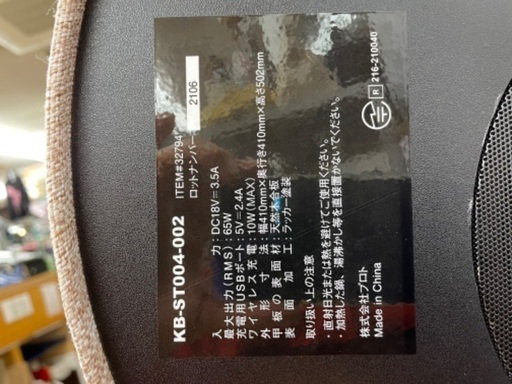 KB-ST004-002
ITEM#32794
ロットナンバー 2106
入力:DC18V=3.5A
最大出力(RMS):65W
充電用USBポート:5V=2.4A
ワイヤレス充電:10W(MAX)
外形寸法:幅410mm×奥行き410mm×高さ502mm
甲板の表面材:天然木合板
表面加工:ラッカー塗装
取り扱い上の注意
・直射日光または熱を避けてご使用ください。
・加熱した鍋、湯沸かし等を直接置かないでください。
株式会社プロト
Made in China
R 216-210040